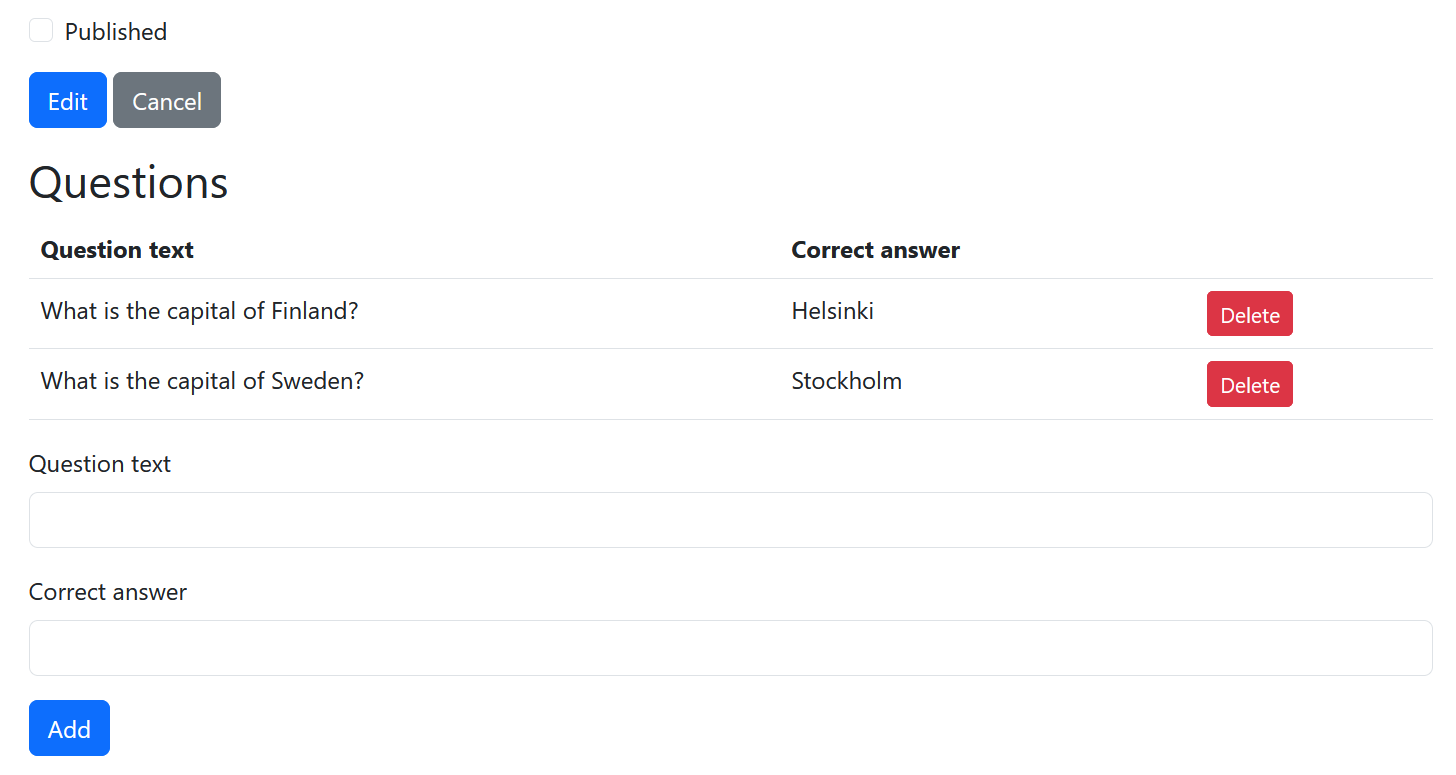 Published
Edit Cancel
Questions
Question text Correct answer
What is the capital of Finland? Helsinki Delete
What is the capital of Sweden? Stockholm Delete
Question text
Correct answer
Add